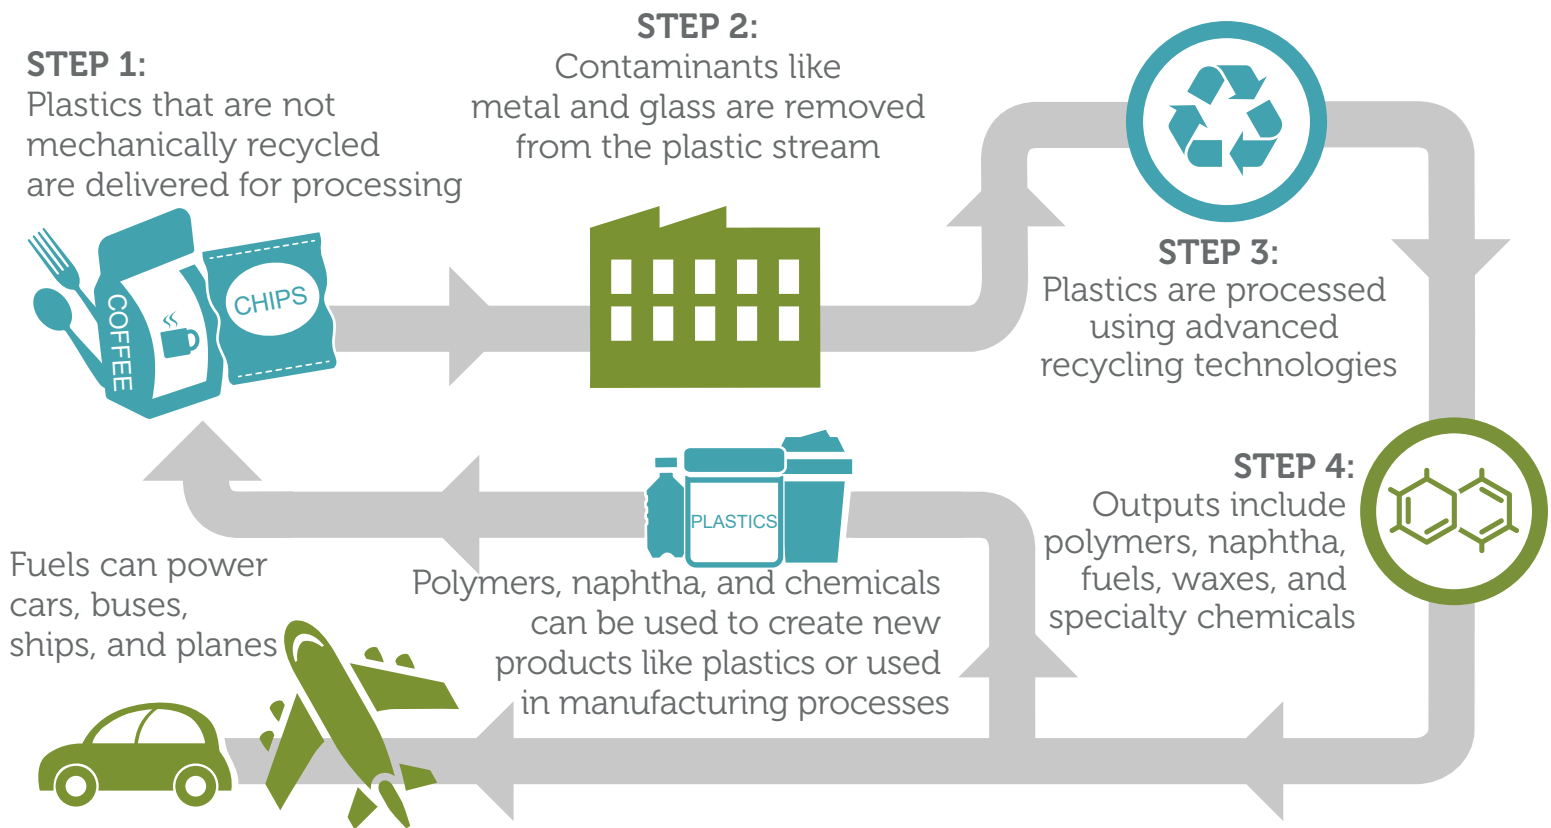 STEP 1:
Plastics that are not
mechanically recycled
are delivered for processing
COFFEE
CHIPS
STEP 2:
Contaminants like
metal and glass are removed
from the plastic stream
STEP 3:
Plastics are processed
using advanced
recycling technologies
STEP 4:
Outputs include
polymers, naphtha,
fuels, waxes, and
specialty chemicals
PLASTICS
Polymers, naphtha, and chemicals
can be used to create new
products like plastics or used
in manufacturing processes
Fuels can power
cars, buses,
ships, and planes